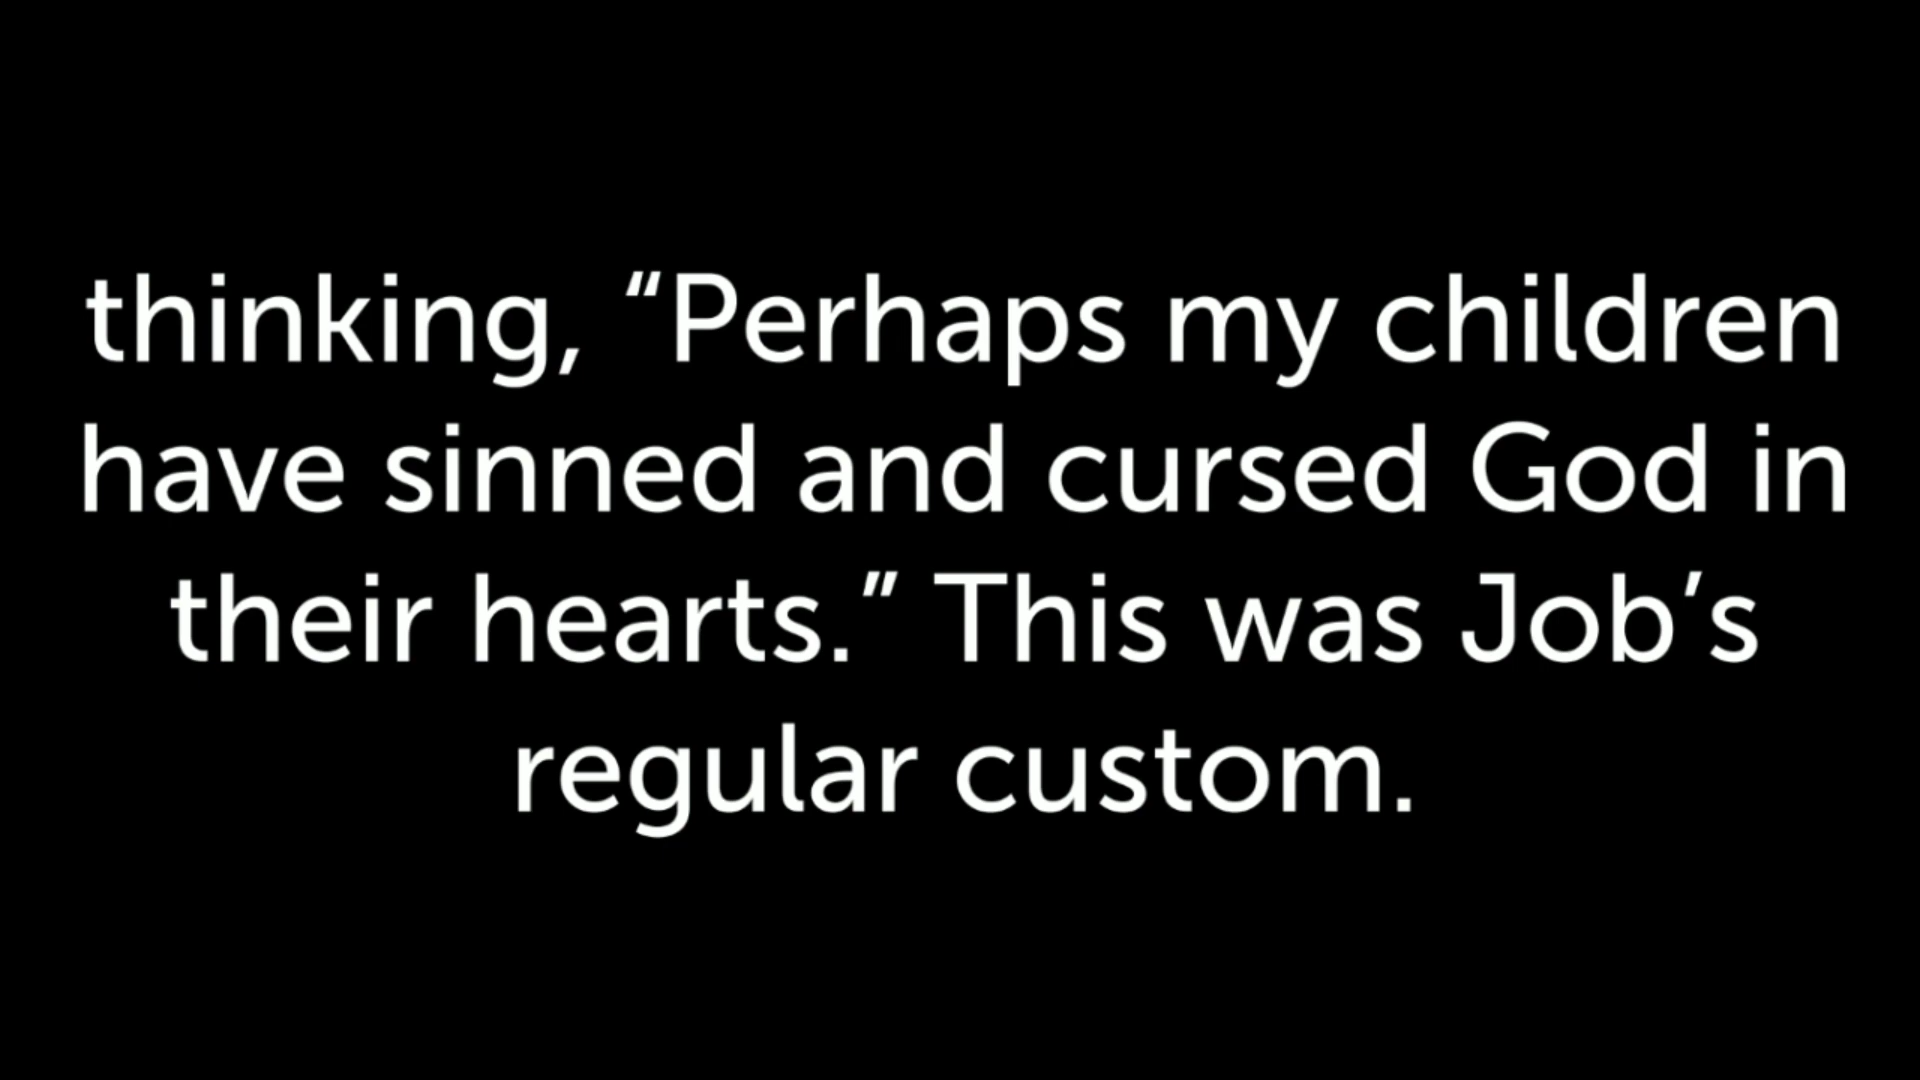 thinking, “Perhaps my children
have sinned and cursed God in
their hearts.” This was Job’s
regular custom.